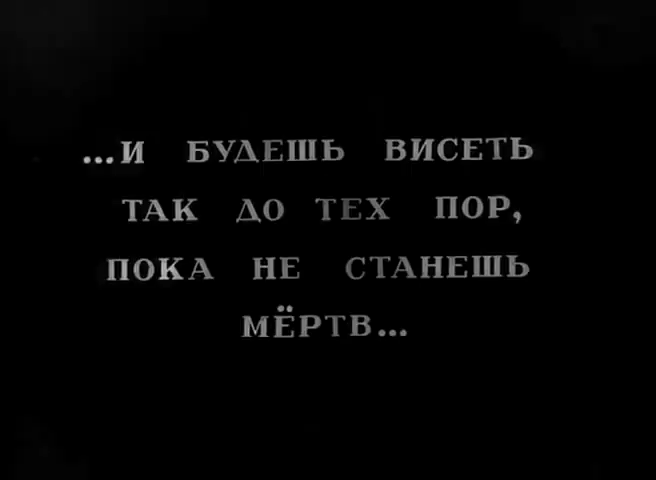 ...И БУДЕШЬ ВИСЕТЬ
ТАК ДО ТЕХ ПОР,
ПОКА НЕ СТАНЕШЬ
МЁРТВ...